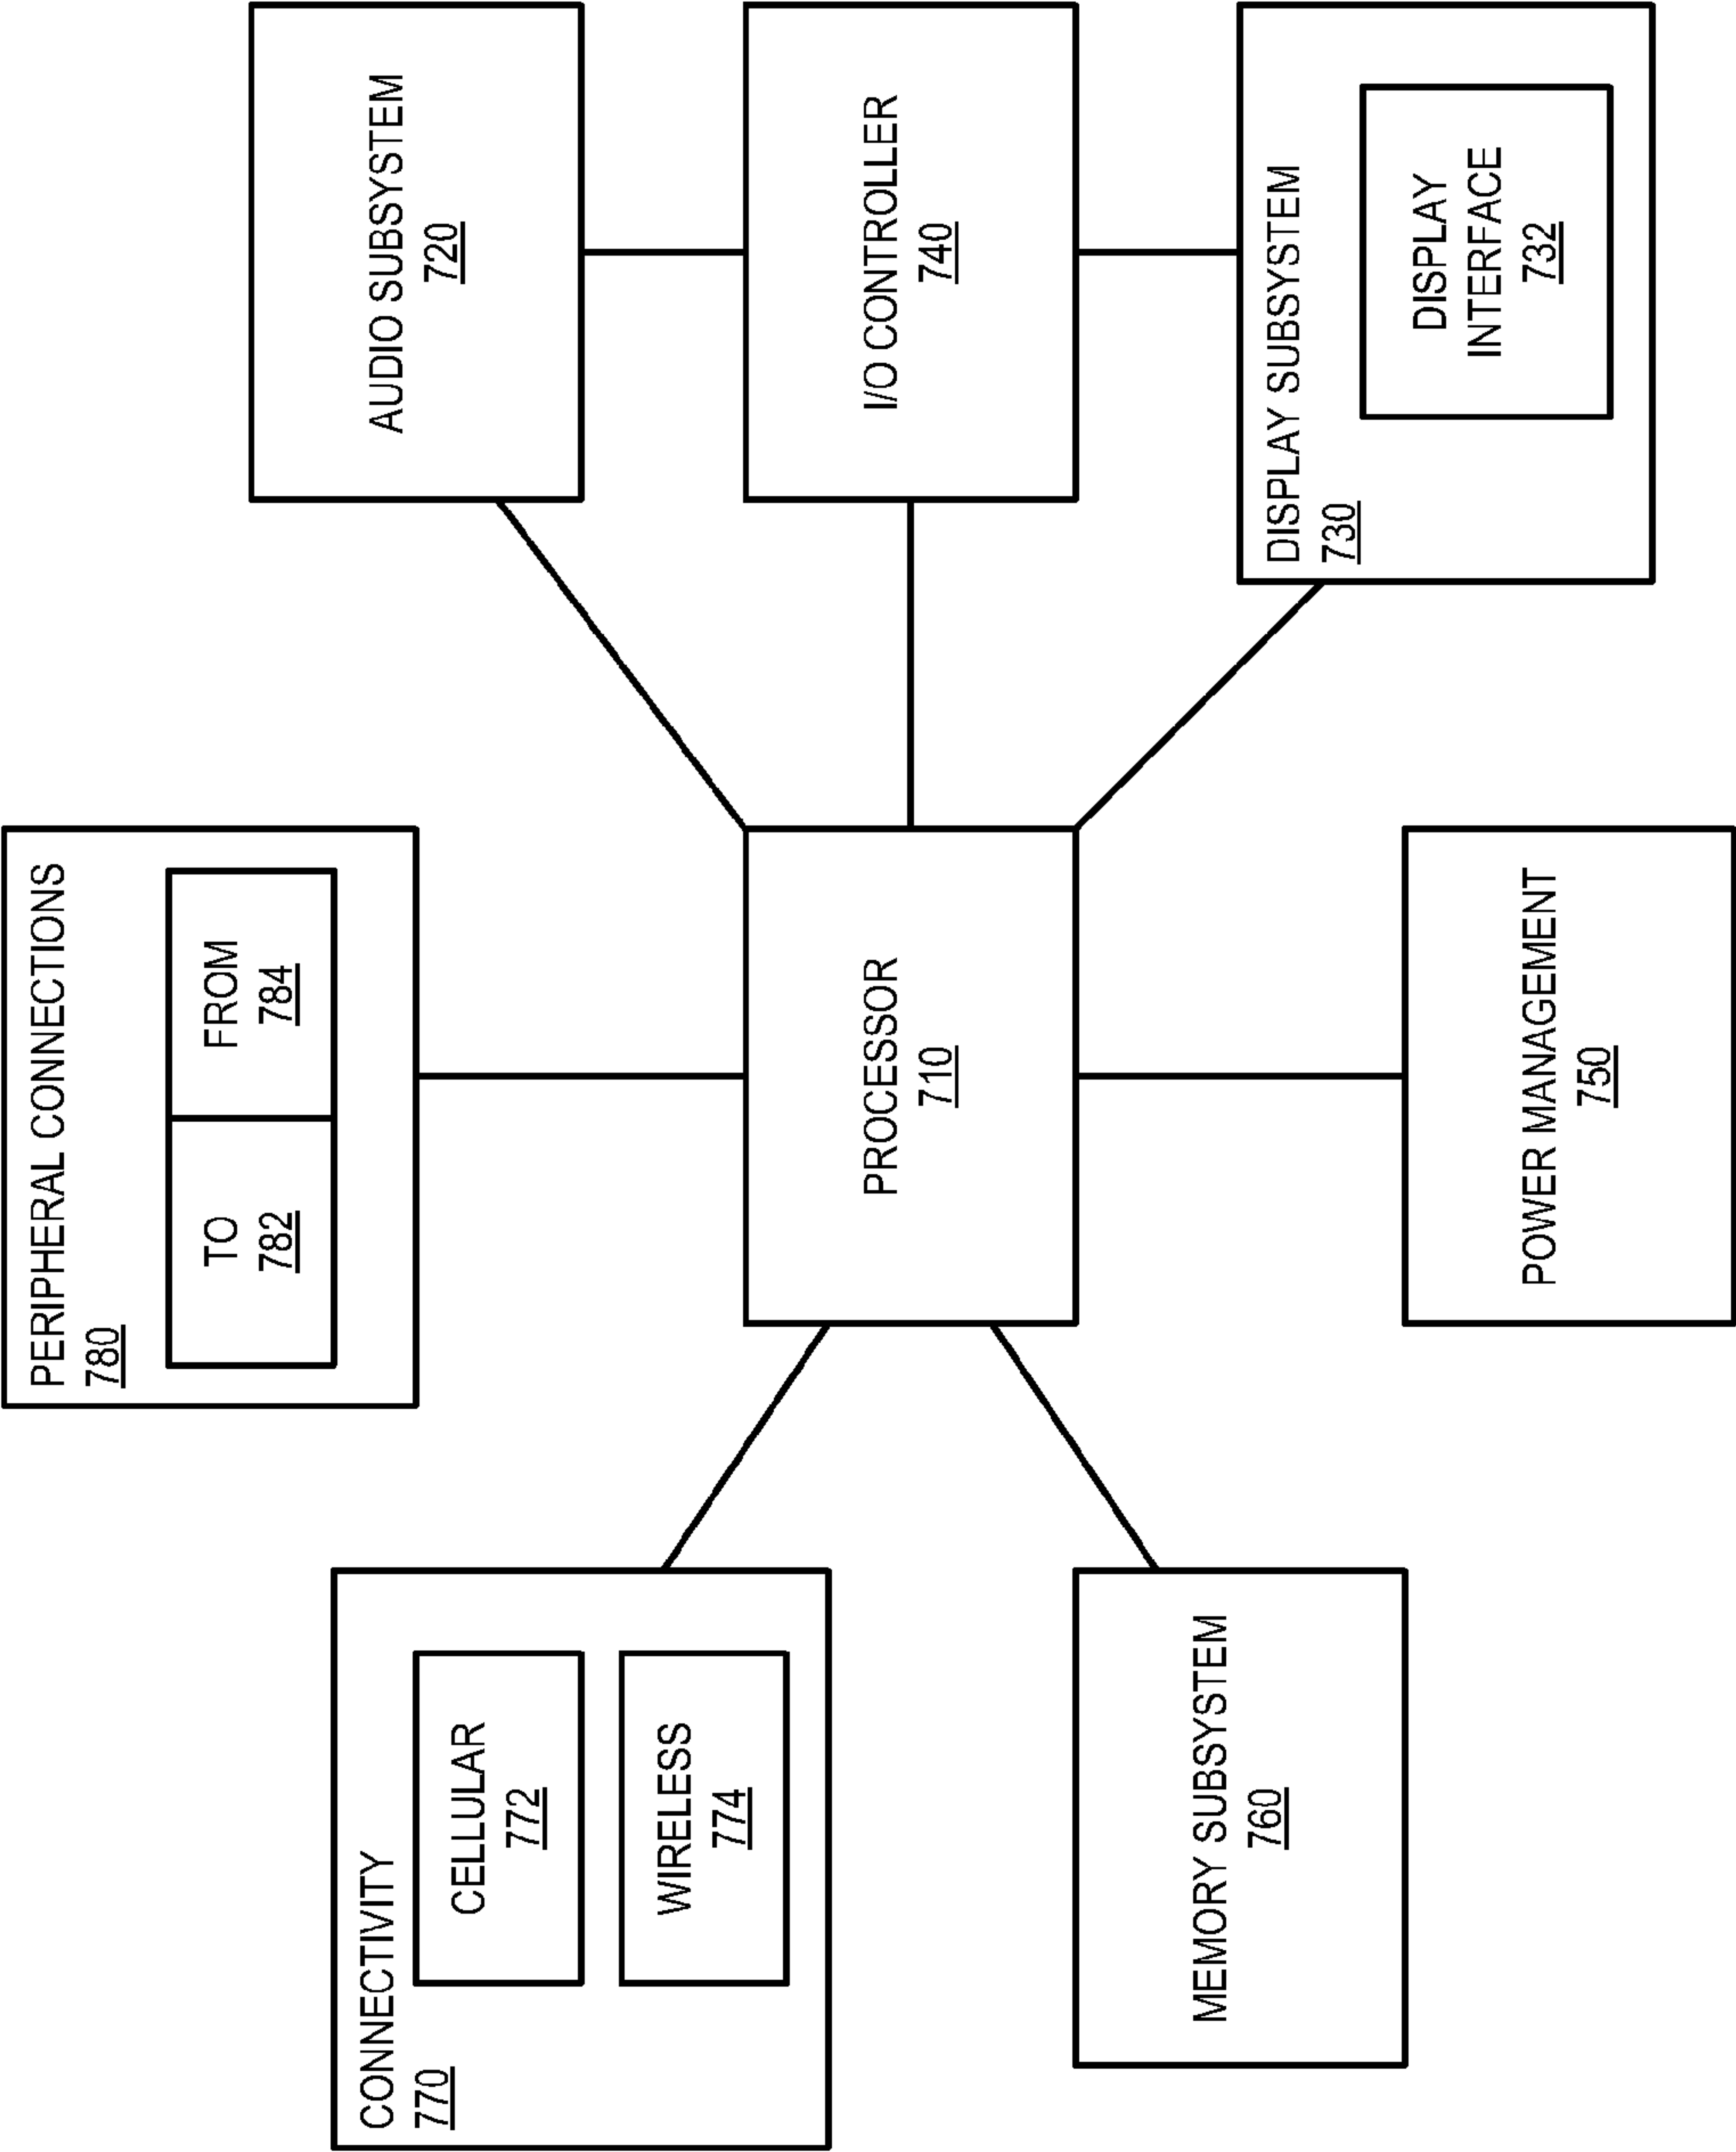 PERIPHERAL CONNECTIONS
780
TO
782
FROM
784
CONNECTIVITY
770
CELLULAR
772
WIRELESS
774
AUDIO SUBSYSTEM
720
PROCESSOR
710
I/O CONTROLLER
740
MEMORY SUBSYSTEM
760
POWER MANAGEMENT
750
DISPLAY SUBSYSTEM
730
DISPLAY
INTERFACE
732